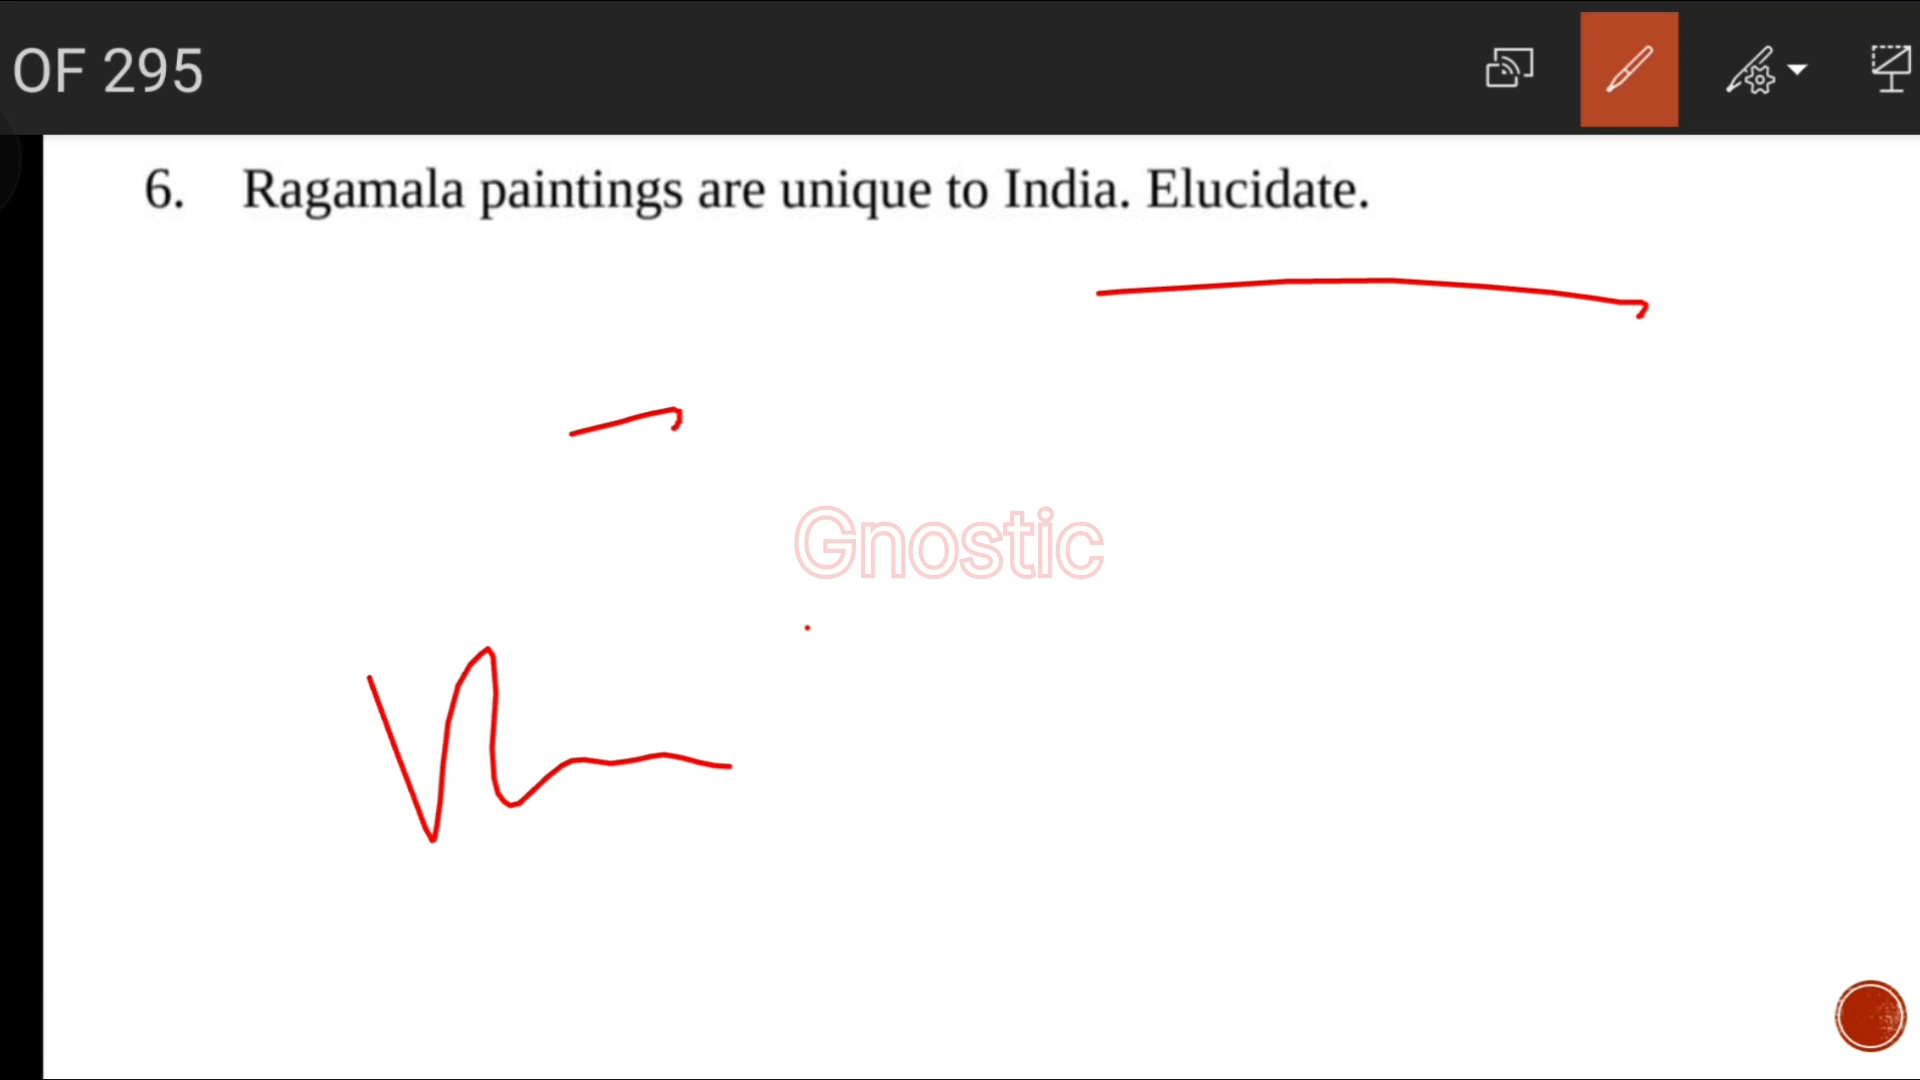 OF 295
6. Ragamala paintings are unique to India. Elucidate.
Gnostic